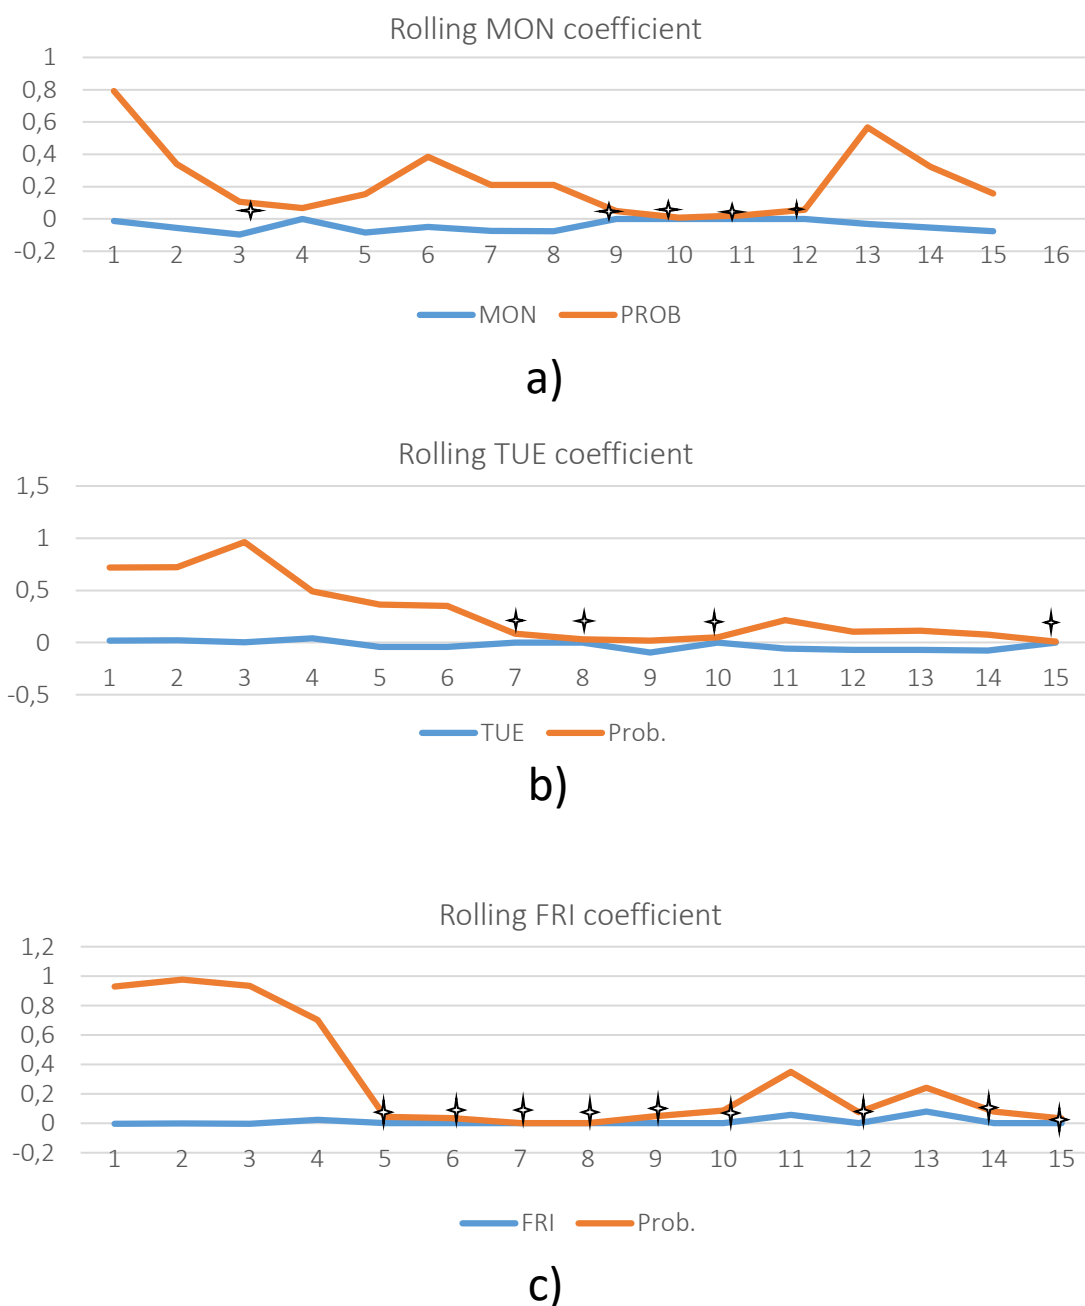 Rolling MON coefficient
1
0,8
0,6
0,4
0,2
0
-0,2
1 2 3 4 5 6 7 8 9 10 11 12 13 14 15 16
MON PROB
a)
Rolling TUE coefficient
1,5
1
0,5
0
-0,5
1 2 3 4 5 6 7 8 9 10 11 12 13 14 15
TUE Prob.
b)
Rolling FRI coefficient
1,2
1
0,8
0,6
0,4
0,2
0
-0,2
1 2 3 4 5 6 7 8 9 10 11 12 13 14 15
FRI Prob.
c)